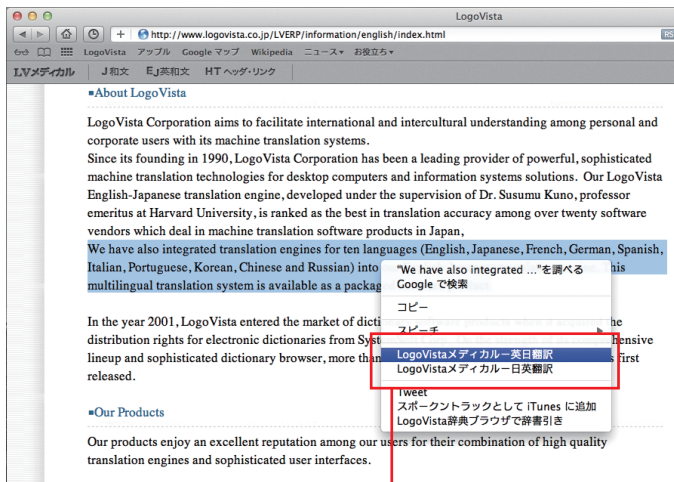 LogoVista
http://www.logovista.co.jp/LVERP/information/english/index.html
RS
LogoVista アップル Google マップ Wikipedia ニュース▾ お役立ち▾
LVメディカル J和文 EJ英和文 HT ヘッダ・リンク
■About LogoVista
LogoVista Corporation aims to facilitate international and intercultural understanding among personal and
corporate users with its machine translation systems.
Since its founding in 1990, LogoVista Corporation has been a leading provider of powerful, sophisticated
machine translation technologies for desktop computers and information systems solutions. Our LogoVista
English-Japanese translation engine, developed under the supervision of Dr. Susumu Kuno, professor
emeritus at Harvard University, is ranked as the best in translation accuracy among over twenty software
vendors which deal in machine translation software products in Japan,
We have also integrated translation engines for ten languages (English, Japanese, French, German, Spanish,
Italian, Portuguese, Korean, Chinese and Russian) into This
multilingual translation system is available as a packag
"We have also integrated ..."を調べる
Google で検索
コピー
スピーチ
LogoVistaメディカルー英日翻訳
LogoVistaメディカルー日英翻訳
Tweet
スポークントラックとして iTunes に追加
LogoVista辞典ブラウザで辞書引き
In the year 2001, LogoVista entered the market of dicti he
distribution rights for electronic dictionaries from Syst hensive
lineup and sophisticated dictionary browser, more than s first
released.
■Our Products
Our products enjoy an excellent reputation among our users for their combination of high quality
translation engines and sophisticated user interfaces.